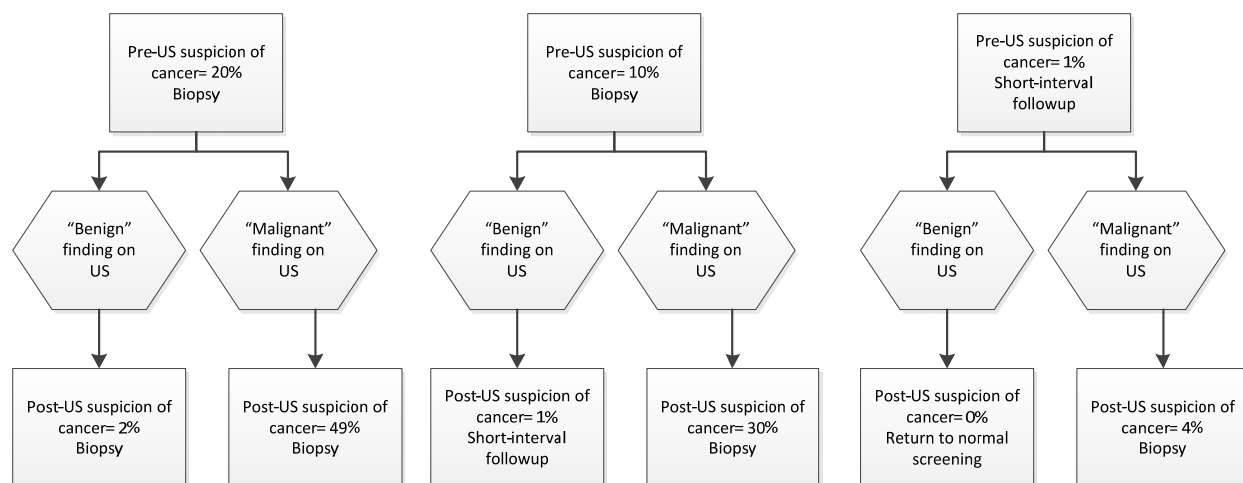 Pre-US suspicion of
cancer= 20%
Biopsy
“Benign”
finding on
US
“Malignant”
finding on
US
Post-US suspicion of
cancer= 2%
Biopsy
Post-US suspicion of
cancer= 49%
Biopsy
Pre-US suspicion of
cancer= 10%
Biopsy
“Benign”
finding on
US
“Malignant”
finding on
US
Post-US suspicion of
cancer= 1%
Short-interval
followup
Post-US suspicion of
cancer= 30%
Biopsy
Pre-US suspicion of
cancer= 1%
Short-interval
followup
“Benign”
finding on
US
“Malignant”
finding on
US
Post-US suspicion of
cancer= 0%
Return to normal
screening
Post-US suspicion of
cancer= 4%
Biopsy